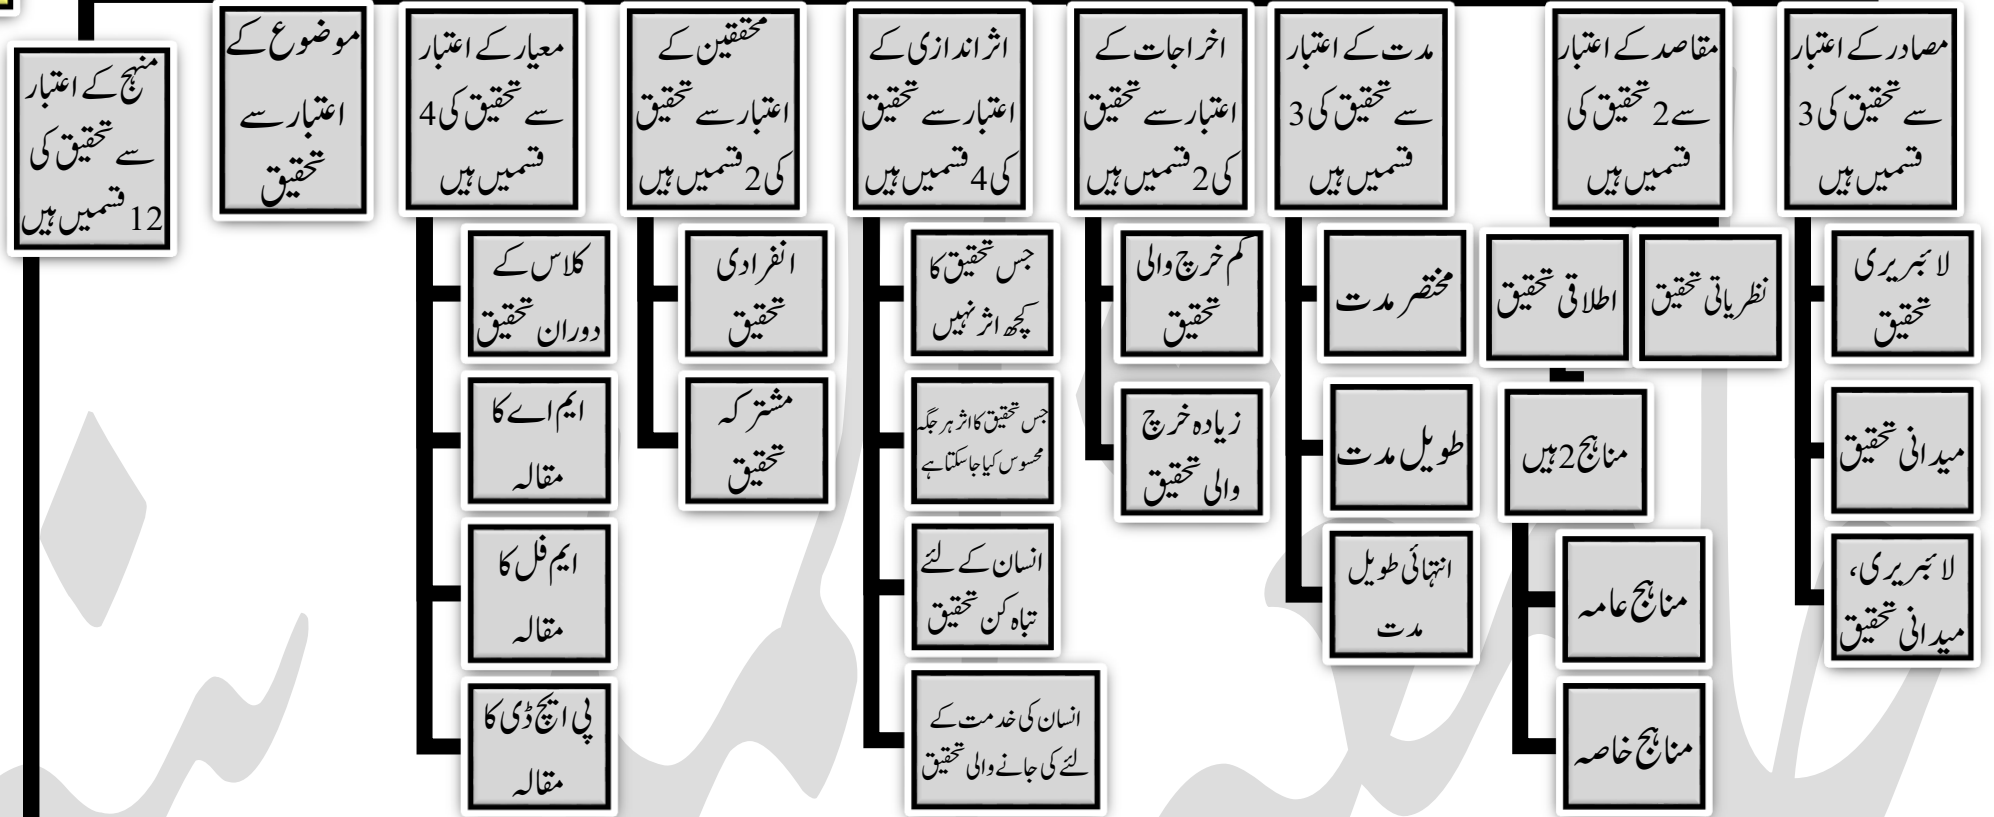 مصادر کے اعتبار
سے تحقیق کی 3
قسمیں ہیں
لائبریری
تحقیق
میدانی تحقیق
لائبریری،
میدانی تحقیق
مقاصد کے اعتبار
سے 2 تحقیق کی
قسمیں ہیں
نظریاتی تحقیق
اطلاقی تحقیق
مناہج 2 ہیں
مناہج عامہ
مناہج خاصہ
مدت کے اعتبار
سے تحقیق کی 3
قسمیں ہیں
مختصر مدت
طویل مدت
انتہائی طویل
مدت
اخراجات کے
اعتبار سے تحقیق
کی 2 قسمیں ہیں
کم خرچ والی
تحقیق
زیادہ خرچ
والی تحقیق
اثر اندازی کے
اعتبار سے تحقیق
کی 4 قسمیں ہیں
جس تحقیق کا
کچھ اثر نہیں
جس تحقیق کا اثر ہر جگہ
محسوس کیا جا سکتا ہے
انسان کے لئے
تباہ کن تحقیق
انسان کی خدمت کے
لئے کی جانے والی تحقیق
محققین کے
اعتبار سے تحقیق
کی 2 قسمیں ہیں
انفرادی
تحقیق
مشترکہ
تحقیق
معیار کے اعتبار
سے تحقیق کی 4
قسمیں ہیں
کلاس کے
دوران تحقیق
ایم اے کا
مقالہ
ایم فل کا
مقالہ
پی ایچ ڈی کا
مقالہ
موضوع کے
اعتبار سے
تحقیق
منہج کے اعتبار
سے تحقیق کی
12 قسمیں ہیں